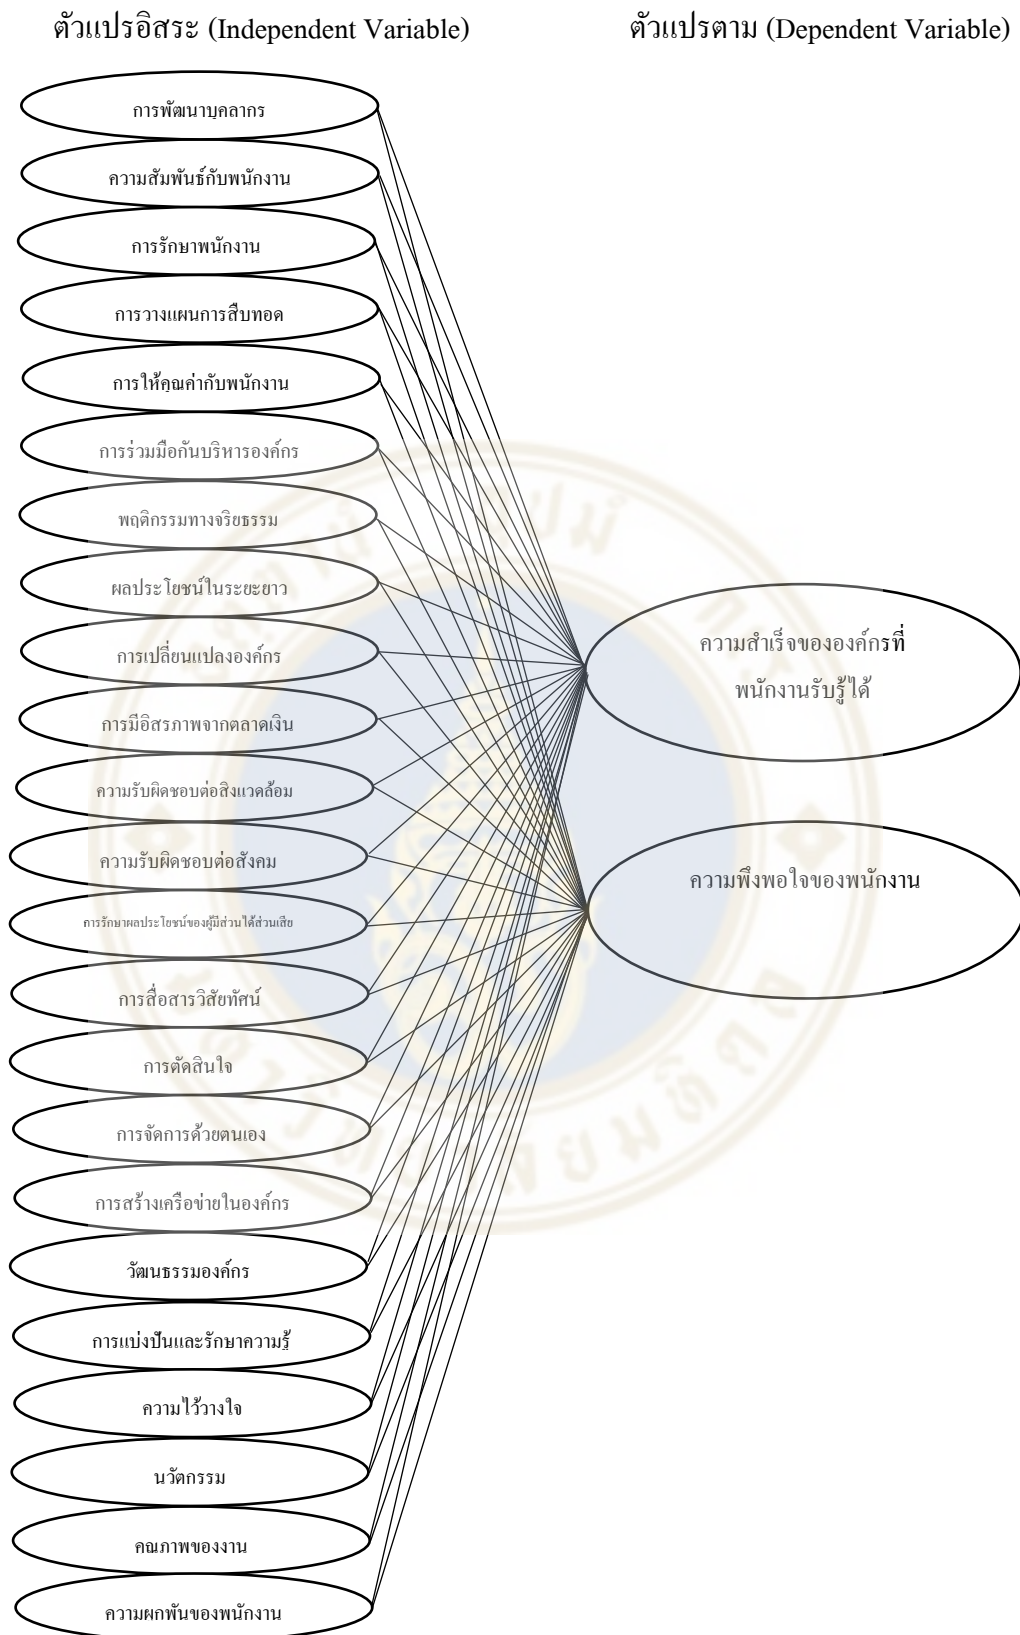 ตัวแปรอิสระ (Independent Variable)
ตัวแปรตาม (Dependent Variable)
การพัฒนาบุคลากร
ความสัมพันธ์กับพนักงาน
การรักษาพนักงาน
การวางแผนการสืบทอด
การให้คุณค่ากับพนักงาน
การร่วมมือกันบริหารองค์กร
พฤติกรรมทางจริยธรรม
ผลประโยชน์ในระยะยาว
การเปลี่ยนแปลงองค์กร
การมีอิสรภาพจากตลาดเงิน
ความรับผิดชอบต่อสิ่งแวดล้อม
ความรับผิดชอบต่อสังคม
การรักษาผลประโยชน์ของผู้มีส่วนได้ส่วนเสีย
การสื่อสารวิสัยทัศน์
การตัดสินใจ
การจัดการด้วยตนเอง
การสร้างเครือข่ายในองค์กร
วัฒนธรรมองค์กร
การแบ่งปันและรักษาความรู้
ความไว้วางใจ
นวัตกรรม
คุณภาพของงาน
ความผูกพันของพนักงาน
ความสำเร็จขององค์กรที่
พนักงานรับรู้ได้
ความพึงพอใจของพนักงาน